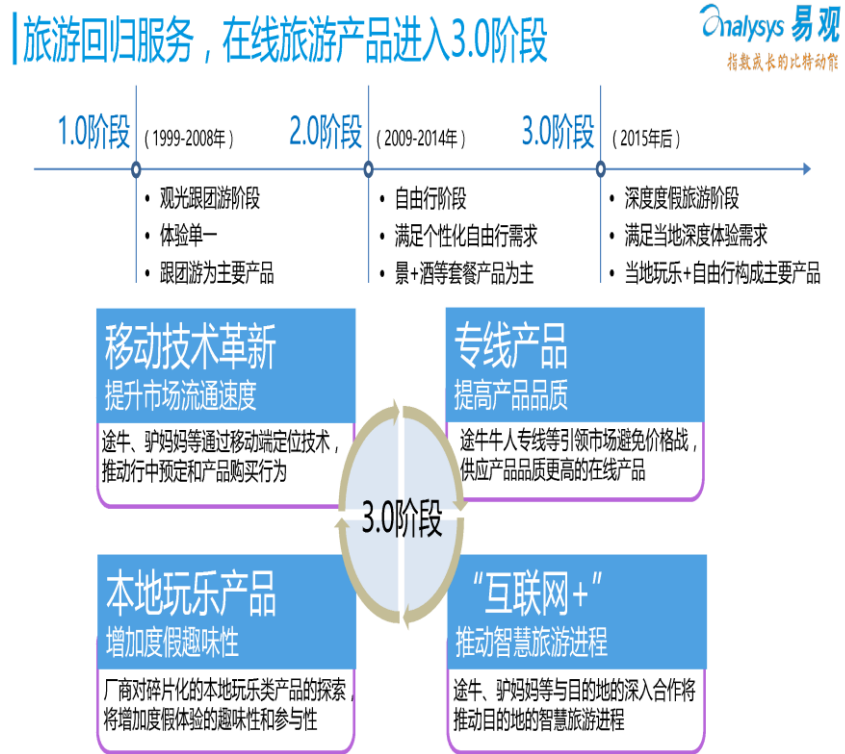 旅游回归服务，在线旅游产品进入3.0阶段
analysys 易观
指数成长的比特动能
1.0阶段
（1999-2008年）
2.0阶段
（2009-2014年）
3.0阶段
（2015年后）
• 观光跟团游阶段
• 体验单一
• 跟团游为主要产品
• 自由行阶段
• 满足个性化自由行需求
• 景+酒等套餐产品为主
• 深度度假旅游阶段
• 满足当地深度体验需求
• 当地玩乐+自由行构成主要产品
移动技术革新
提升市场流通速度
途牛、驴妈妈等通过移动端定位技术，
推动行中预定和产品购买行为
专线产品
提高产品品质
途牛牛人专线等引领市场避免价格战，
供应产品品质更高的在线产品
3.0阶段
本地玩乐产品
增加度假趣味性
厂商对碎片化的本地玩乐类产品的探索，
将增加度假体验的趣味性和参与性
“互联网+”
推动智慧旅游进程
途牛、驴妈妈等与目的地的深入合作将
推动目的地的智慧旅游进程